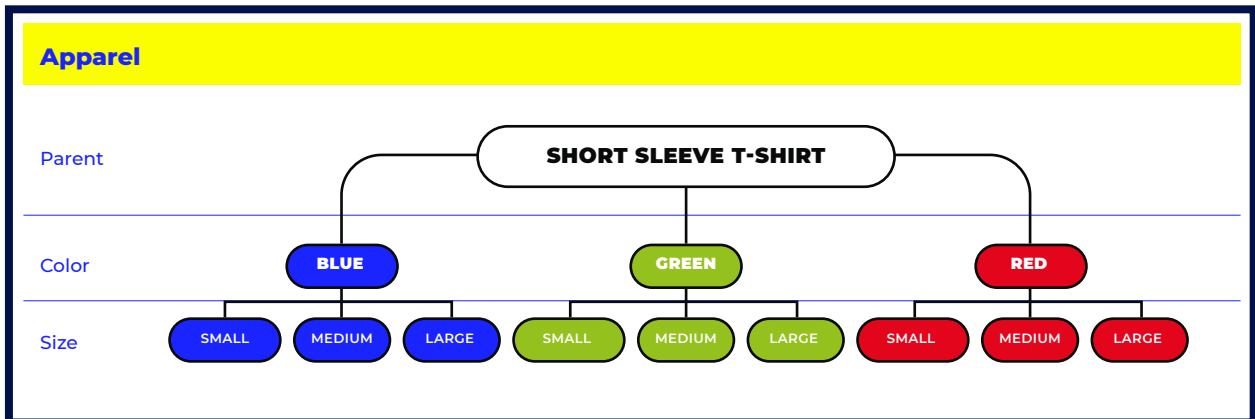 Apparel
Parent
SHORT SLEEVE T-SHIRT
Color
BLUE
GREEN
RED
Size
SMALL
MEDIUM
LARGE
SMALL
MEDIUM
LARGE
SMALL
MEDIUM
LARGE